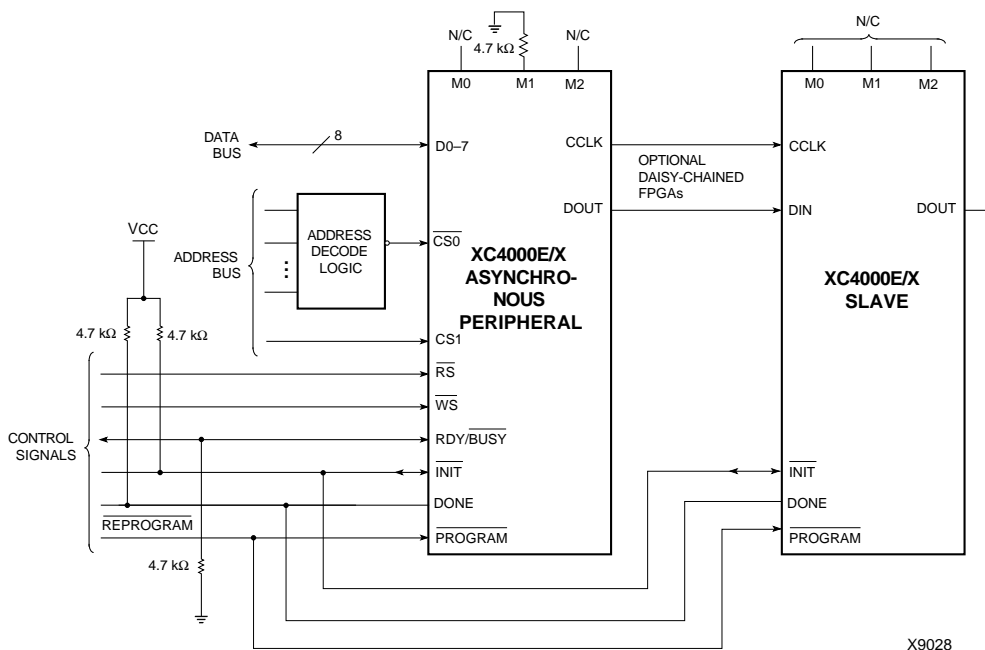 N/C
4.7 kΩ
N/C
N/C
M0
M1
M2
M0
M1
M2
DATA
BUS
8
D0–7
CCLK
OPTIONAL
DAISY-CHAINED
FPGAs
CCLK
DOUT
DIN
DOUT
VCC
ADDRESS
BUS
ADDRESS
DECODE
LOGIC
CS0
XC4000E/X
ASYNCHRO-
NOUS
PERIPHERAL
XC4000E/X
SLAVE
4.7 kΩ
4.7 kΩ
CS1
RS
WS
CONTROL
SIGNALS
RDY/BUSY
INIT
INIT
DONE
DONE
REPROGRAM
PROGRAM
PROGRAM
4.7 kΩ
X9028